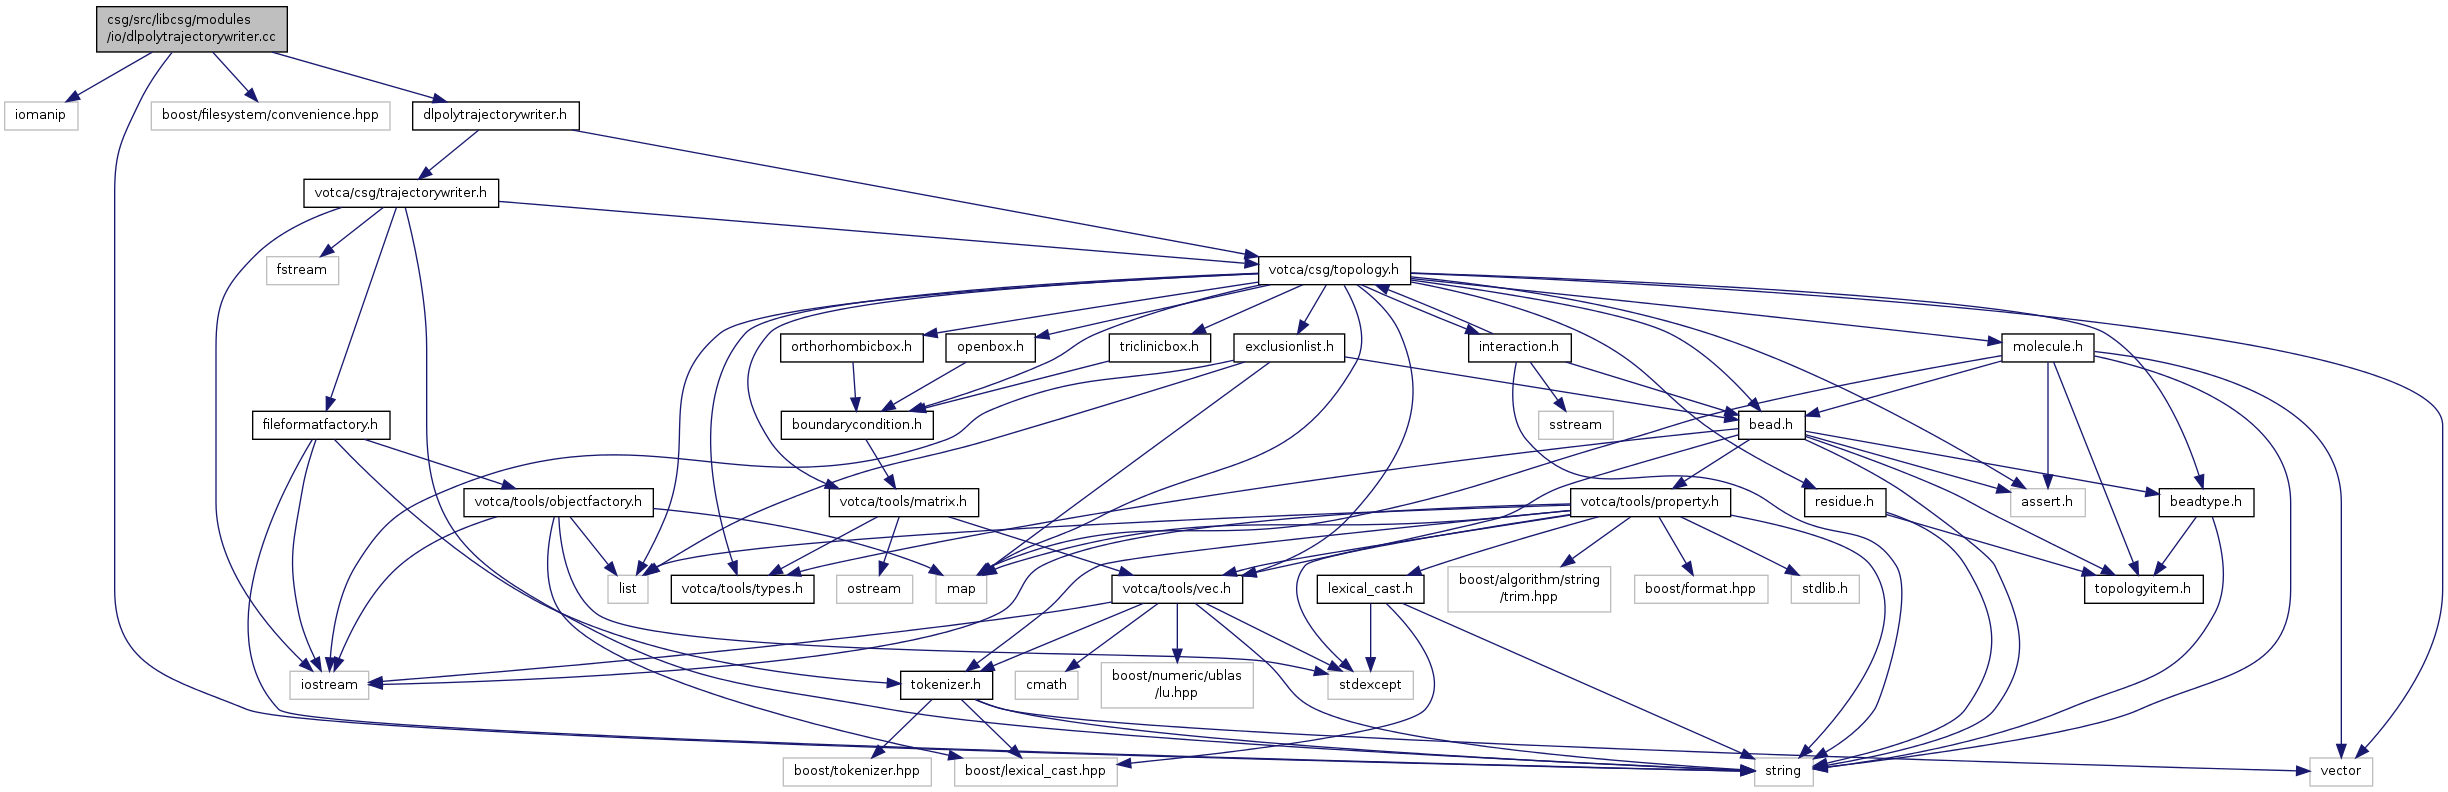 csg/src/libcsg/modules
/io/dlpolytrajectorywriter.cc
iomanip
boost/filesystem/convenience.hpp
dlpolytrajectorywriter.h
votca/csg/trajectorywriter.h
fstream
votca/csg/topology.h
orthorhombicbox.h
openbox.h
triclinicbox.h
exclusionlist.h
interaction.h
molecule.h
fileformatfactory.h
boundarycondition.h
sstream
bead.h
votca/tools/objectfactory.h
votca/tools/matrix.h
votca/tools/property.h
residue.h
assert.h
beadtype.h
list
votca/tools/types.h
ostream
map
votca/tools/vec.h
lexical_cast.h
boost/algorithm/string
/trim.hpp
boost/format.hpp
stdlib.h
topologyitem.h
iostream
tokenizer.h
cmath
boost/numeric/ublas
/lu.hpp
stdexcept
boost/tokenizer.hpp
boost/lexical_cast.hpp
string
vector